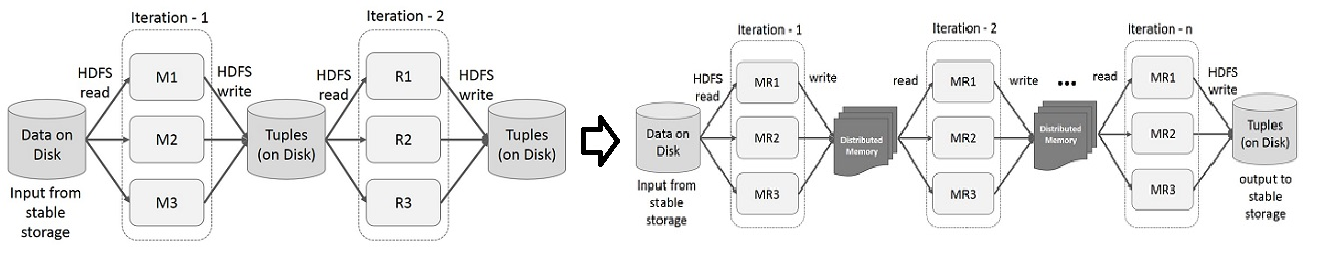 Iteration - 1
HDFS
read
HDFS
write
M1
M2
M3
Data on
Disk
Input from
stable
storage
Tuples
(on Disk)
Iteration - 2
HDFS
read
HDFS
write
R1
R2
R3
Tuples
(on Disk)
Iteration - 1
HDFS
read
write
MR1
MR2
MR3
Data on
Disk
Input from
stable
storage
Distributed
Memory
Iteration - 2
read
write
MR1
MR2
MR3
...
Distributed
Memory
Iteration - n
read
HDFS
write
MR1
MR2
MR3
Tuples
(on Disk)
output to
stable
storage